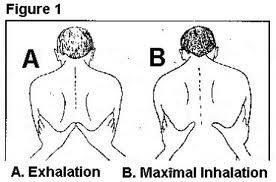 Figure 1
A B
A. Exhalation B. Maximal Inhalation